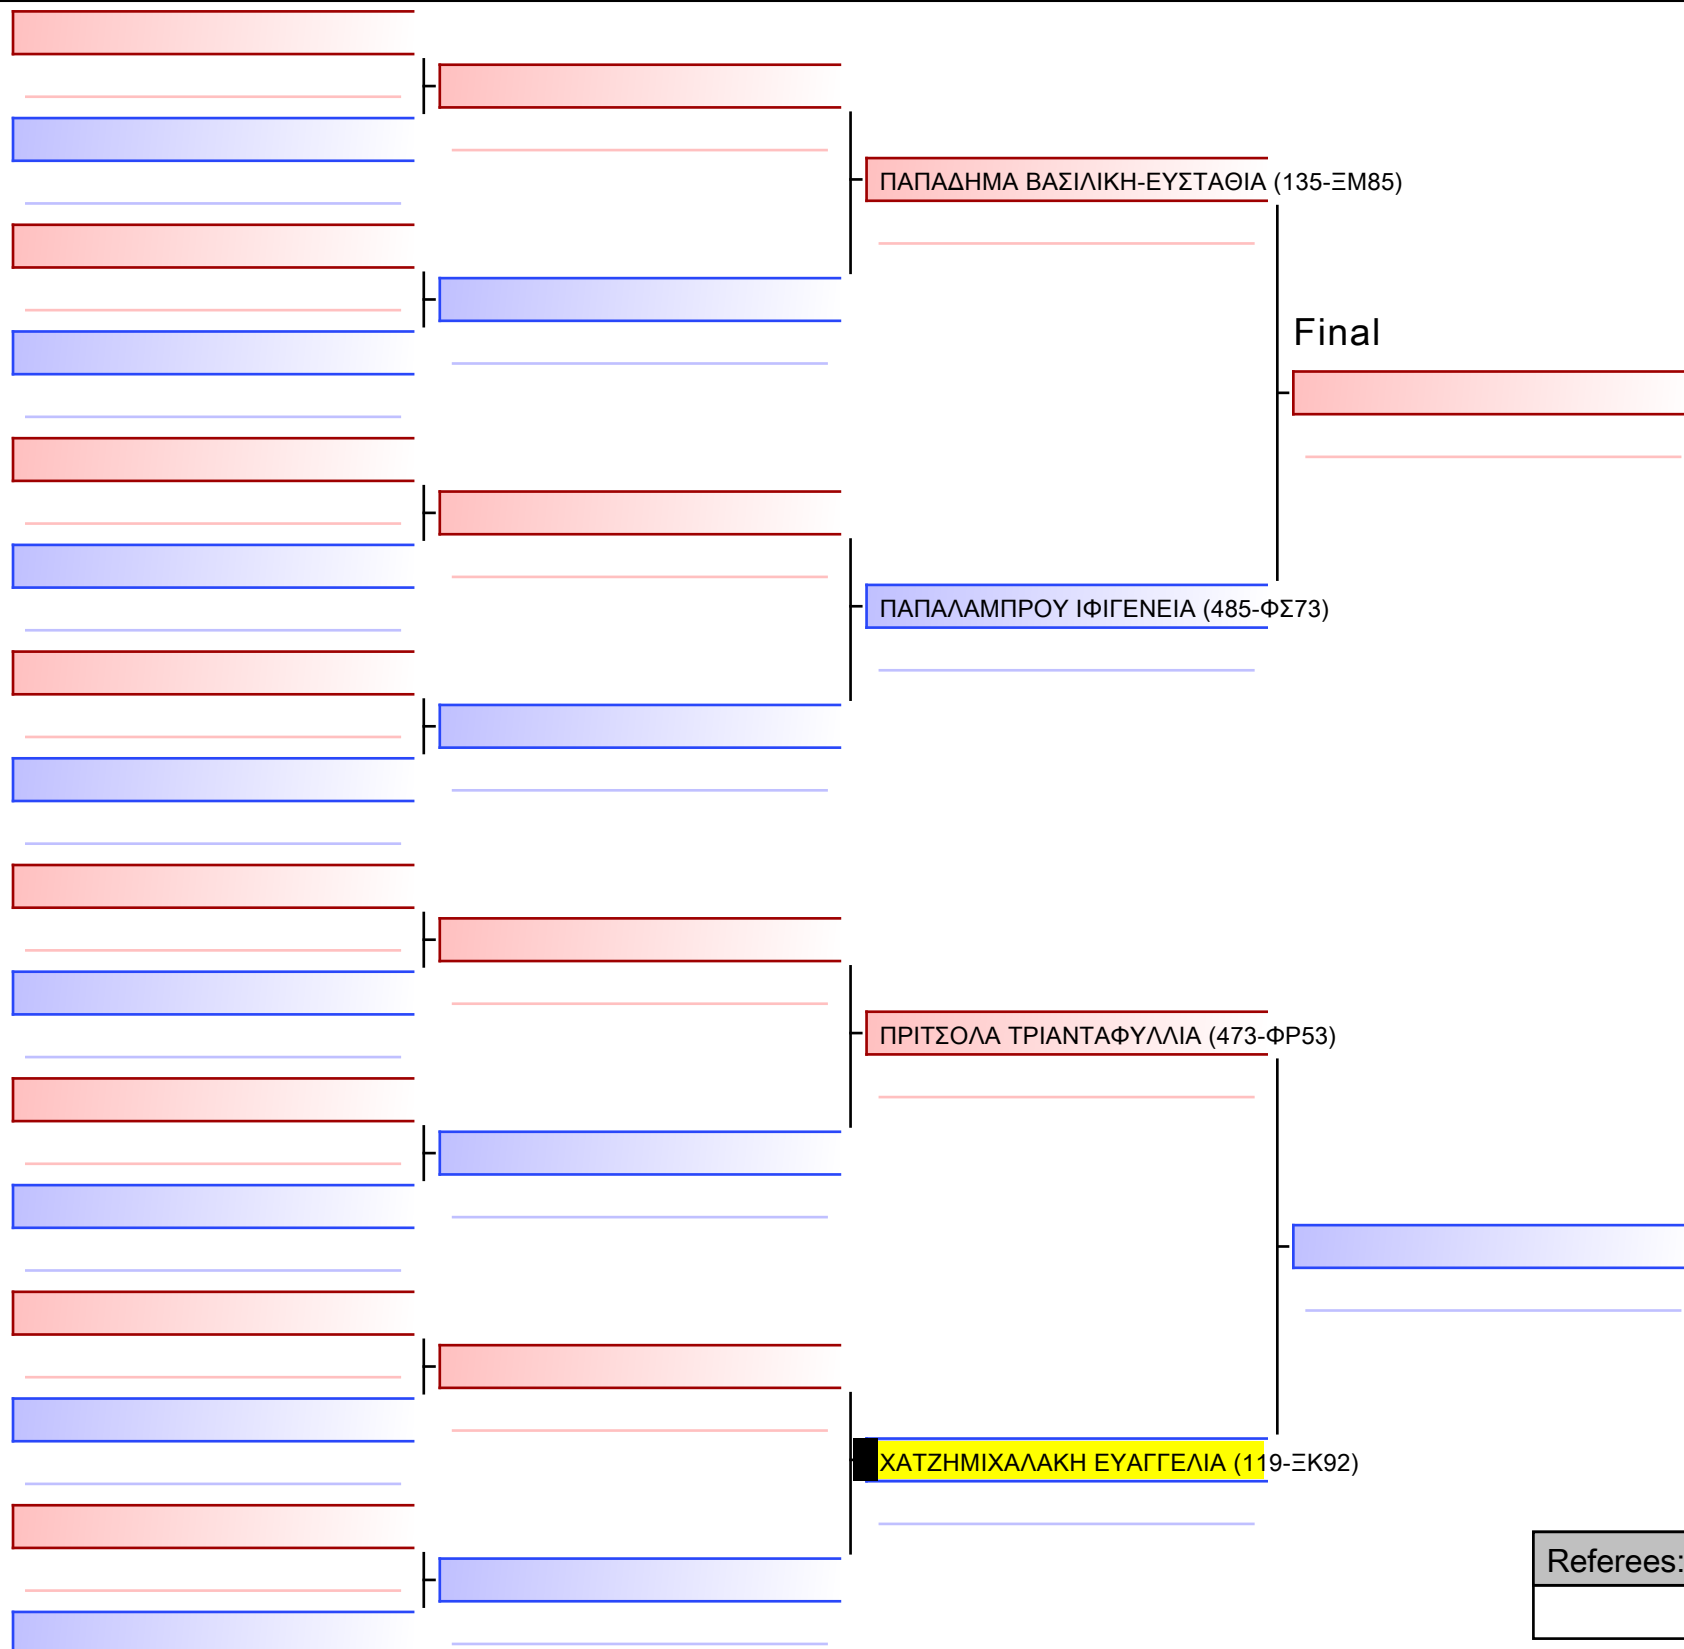 ΠΑΠΑΔΗΜΑ ΒΑΣΙΛΙΚΗ-ΕΥΣΤΑΘΙΑ (135-ΞΜ85)
Final
ΠΑΠΑΛΑΜΠΡΟΥ ΙΦΙΓΕΝΕΙΑ (485-ΦΣ73)
ΠΡΙΤΣΟΛΑ ΤΡΙΑΝΤΑΦΥΛΛΙΑ (473-ΦΡ53)
ΧΑΤΖΗΜΙΧΑΛΑΚΗ ΕΥΑΓΓΕΛΙΑ (119-ΞΚ92)
Referees: